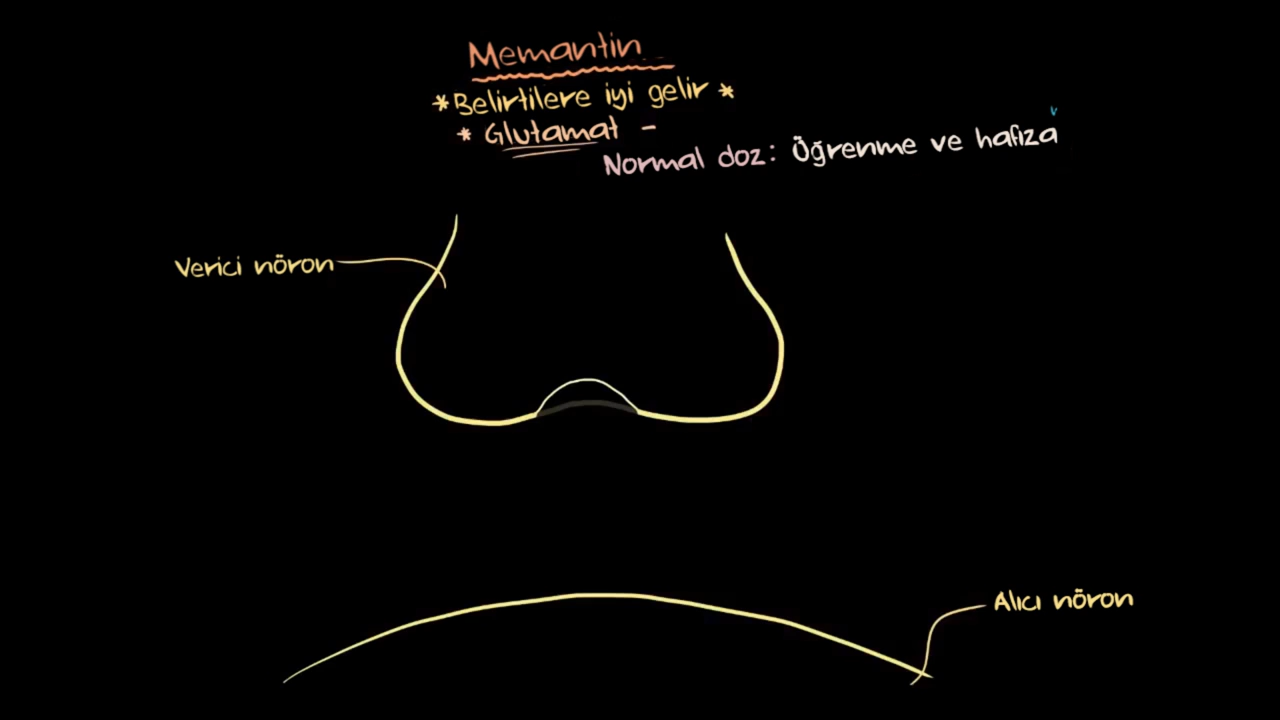 Memantin
*Belirtilere iyi gelir *
* Glutamat -
Normal doz: Öğrenme ve hafıza
Verici nöron
Alıcı nöron